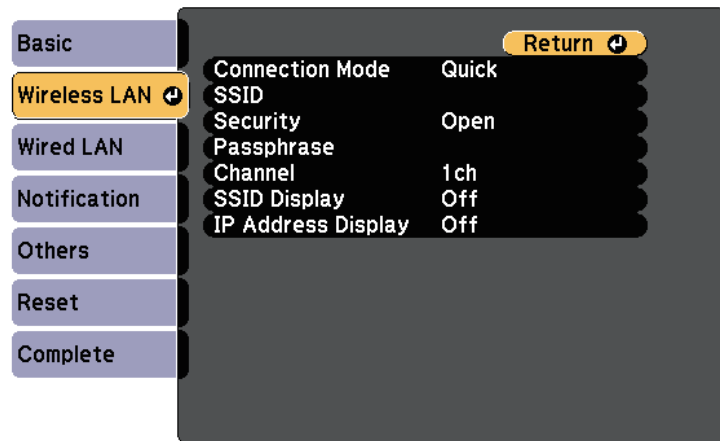 Basic
Wireless LAN
Wired LAN
Notification
Others
Reset
Complete
Return
Connection Mode Quick
SSID
Security Open
Passphrase
Channel 1ch
SSID Display Off
IP Address Display Off